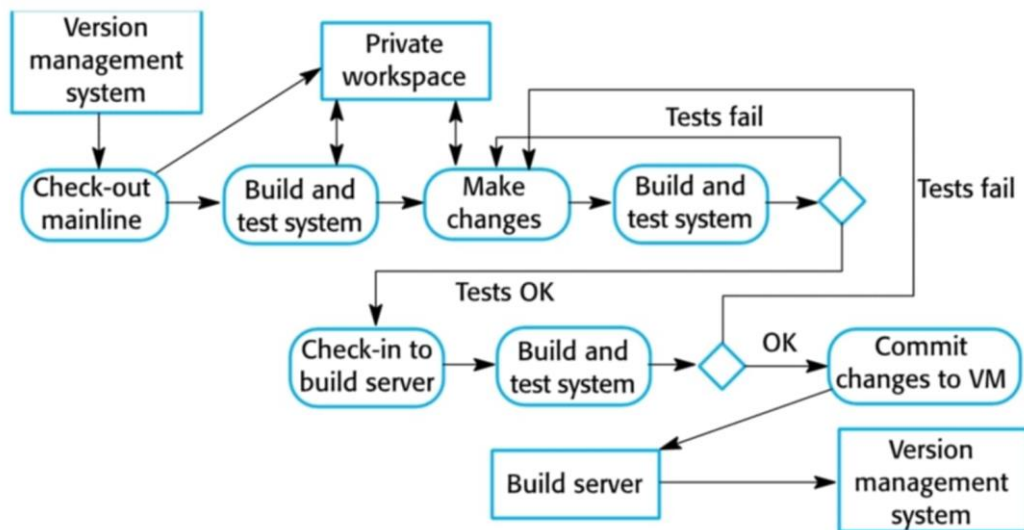 Version
management
system
Private
workspace
Tests fail
Check-out
mainline
Build and
test system
Make
changes
Build and
test system
Tests fail
Tests OK
Check-in to
build server
Build and
test system
OK
Commit
changes to VM
Build server
Version
management
system